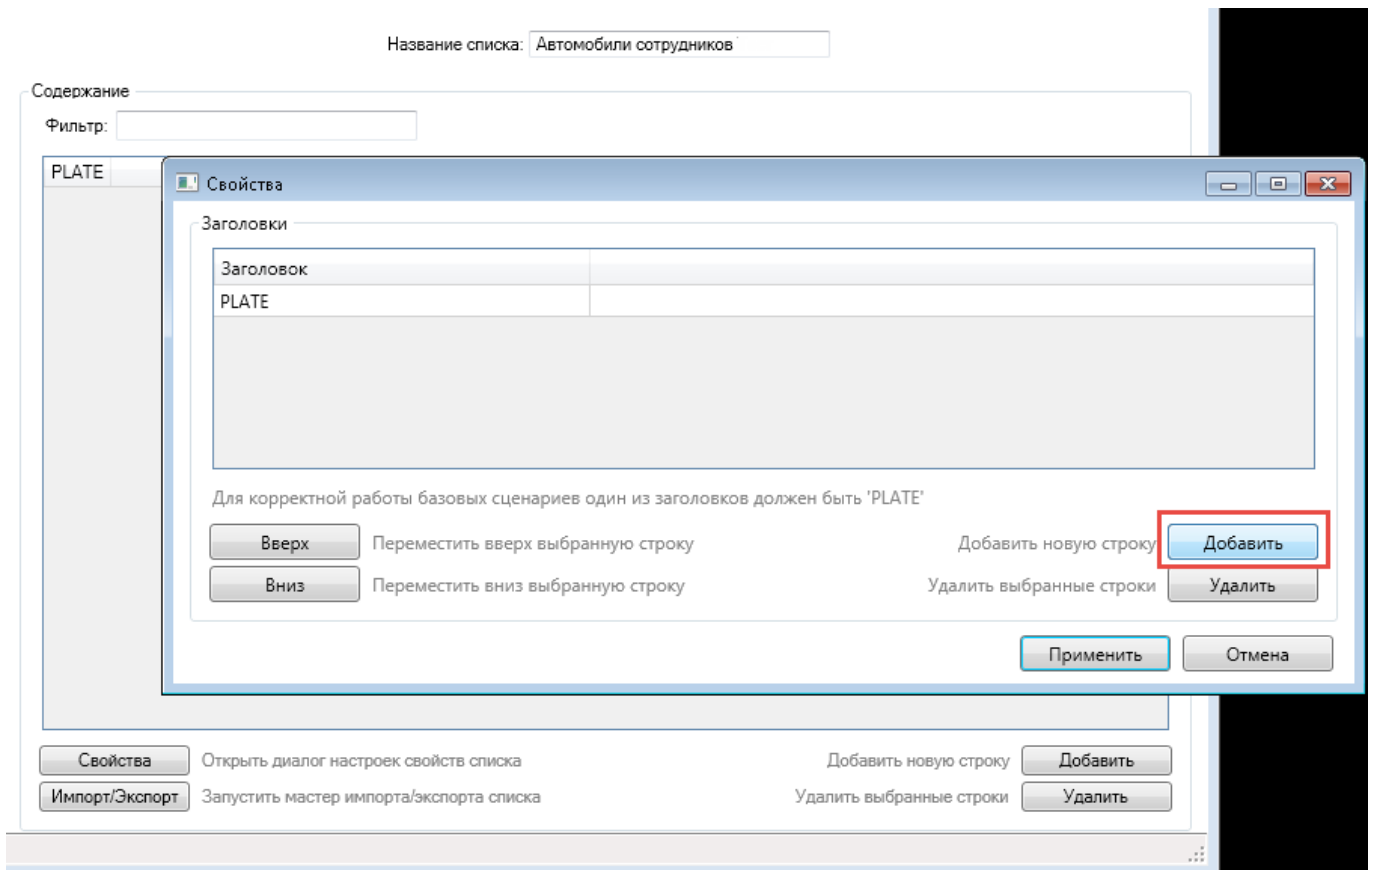 Название списка: Автомобили сотрудников
Содержание
Фильтр:
PLATE
Свойства
Заголовки
Заголовок
PLATE
Для корректной работы базовых сценариев один из заголовков должен быть 'PLATE'
Вверх Переместить вверх выбранную строку Добавить новую строку Добавить
Вниз Переместить вниз выбранную строку Удалить выбранные строки Удалить
Применить Отмена
Свойства Открыть диалог настроек свойств списка Добавить новую строку Добавить
Импорт/Экспорт Запустить мастер импорта/экспорта списка Удалить выбранные строки Удалить